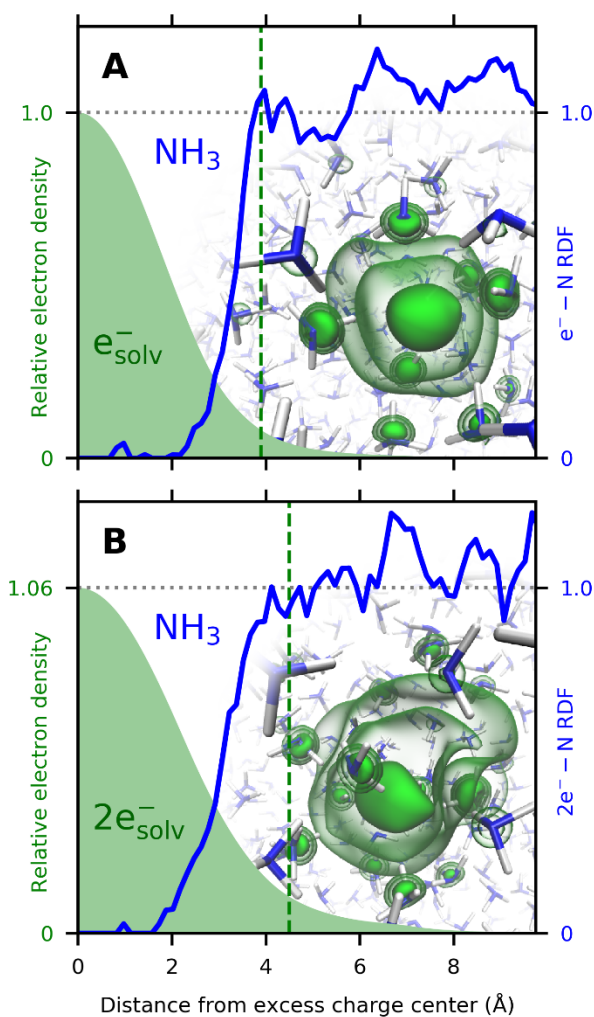 A
1.0
1.0
NH₃
e⁻solv
Relative electron density
e⁻ − N RDF
0
0
B
1.06
1.0
NH₃
2e⁻solv
Relative electron density
2e⁻ − N RDF
0
0
0 2 4 6 8
Distance from excess charge center (Å)